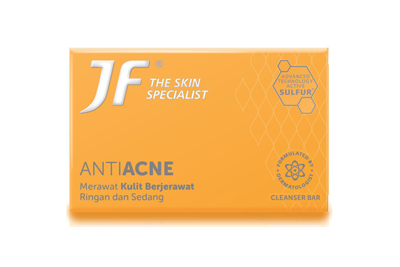 JF®
THE SKIN
SPECIALIST
ADVANCED
TECHNOLOGY
ACTIVE
SULFUR
ANTIACNE
Merawat Kulit Berjerawat
Ringan dan Sedang
FORMULATED BY
DERMATOLOGIST
CLEANSER BAR